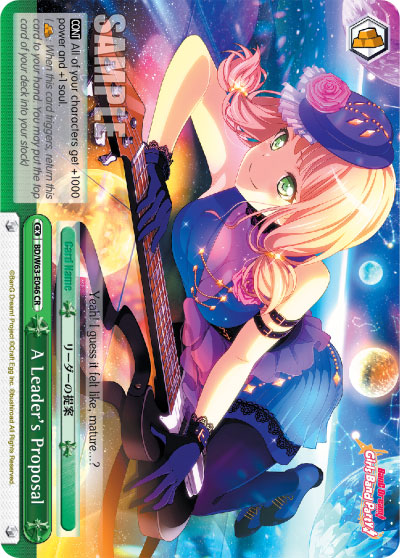 SAMPLE
CONT All of your characters get +1000
power and +1 soul.
( When this card triggers, return this
card to your hand. You may put the top
card of your deck into your stock)
Yeah! I guess it felt like, mature...?
Card Name
リーダーの提案
CX BD/W63-E046 CR
A Leader's Proposal
©BanG Dream! Project ©Craft Egg Inc. ©bushiroad All Rights Reserved.
BanG Dream!
Girls Band Party!